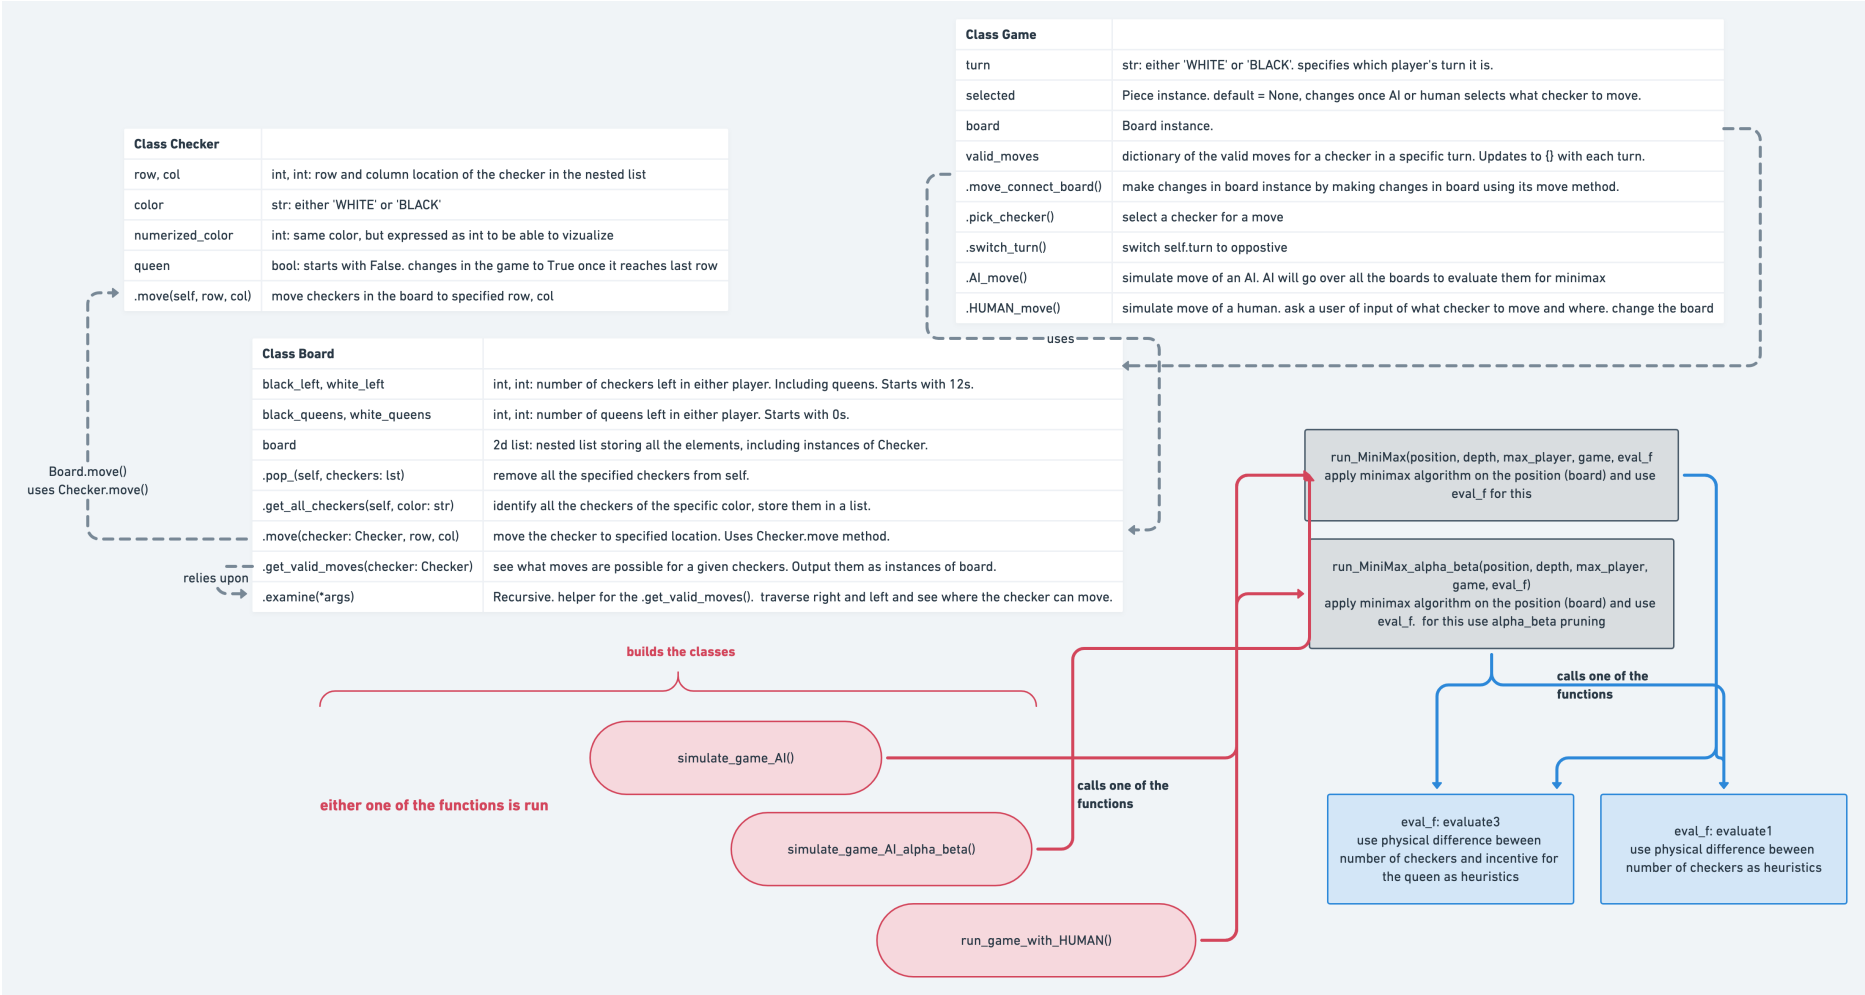 Class Game
turn str: either 'WHITE' or 'BLACK'. specifies which player's turn it is.
selected Piece instance. default = None, changes once AI or human selects what checker to move.
board Board instance.
valid_moves dictionary of the valid moves for a checker in a specific turn. Updates to {} with each turn.
.move_connect_board() make changes in board instance by making changes in board using its move method.
.pick_checker() select a checker for a move
.switch_turn() switch self.turn to oppostive
.AI_move() simulate move of an AI. AI will go over all the boards to evaluate them for minimax
.HUMAN_move() simulate move of a human. ask a user of input of what checker to move and where. change the board
Class Checker
row, col int, int: row and column location of the checker in the nested list
color str: either 'WHITE' or 'BLACK'
numerized_color int: same color, but expressed as int to be able to vizualize
queen bool: starts with False. changes in the game to True once it reaches last row
.move(self, row, col) move checkers in the board to specified row, col
uses
Class Board
black_left, white_left int, int: number of checkers left in either player. Including queens. Starts with 12s.
black_queens, white_queens int, int: number of queens left in either player. Starts with 0s.
board 2d list: nested list storing all the elements, including instances of Checker.
.pop_(self, checkers: lst) remove all the specified checkers from self.
.get_all_checkers(self, color: str) identify all the checkers of the specific color, store them in a list.
.move(checker: Checker, row, col) move the checker to specified location. Uses Checker.move method.
.get_valid_moves(checker: Checker) see what moves are possible for a given checkers. Output them as instances of board.
.examine(*args) Recursive. helper for the .get_valid_moves(). traverse right and left and see where the checker can move.
Board.move()
uses Checker.move()
relies upon
run_MiniMax(position, depth, max_player, game, eval_f
apply minimax algorithm on the position (board) and use
eval_f for this
run_MiniMax_alpha_beta(position, depth, max_player,
game, eval_f)
apply minimax algorithm on the position (board) and use
eval_f. for this use alpha_beta pruning
builds the classes
calls one of the
functions
simulate_game_AI()
either one of the functions is run
calls one of the
functions
simulate_game_AI_alpha_beta()
run_game_with_HUMAN()
eval_f: evaluate3
use physical difference beween
number of checkers and incentive for
the queen as heuristics
eval_f: evaluate1
use physical difference beween
number of checkers as heuristics